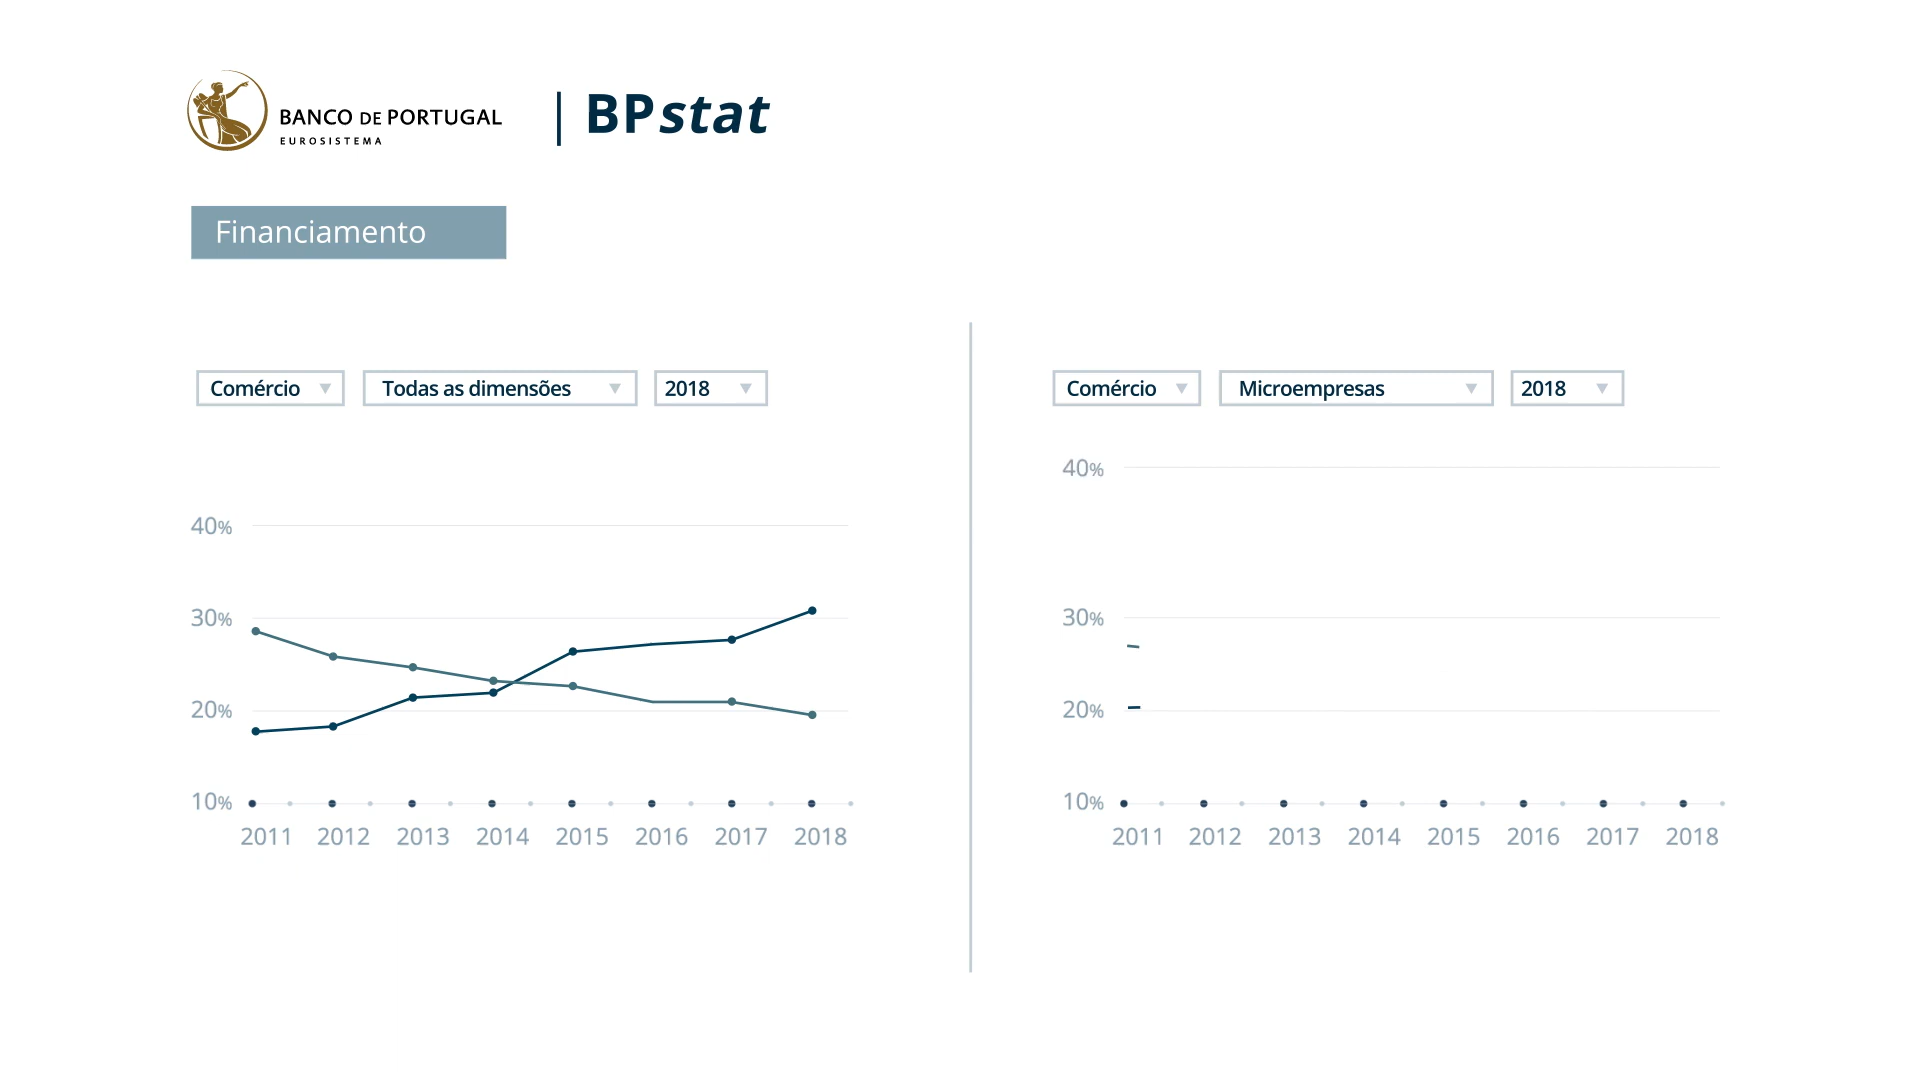 BANCO DE PORTUGAL
EUROSISTEMA
BPstat
Financiamento
Comércio
Todas as dimensões
2018
40%
30%
20%
10%
2011 2012 2013 2014 2015 2016 2017 2018
Comércio
Microempresas
2018
40%
30%
20%
10%
2011 2012 2013 2014 2015 2016 2017 2018